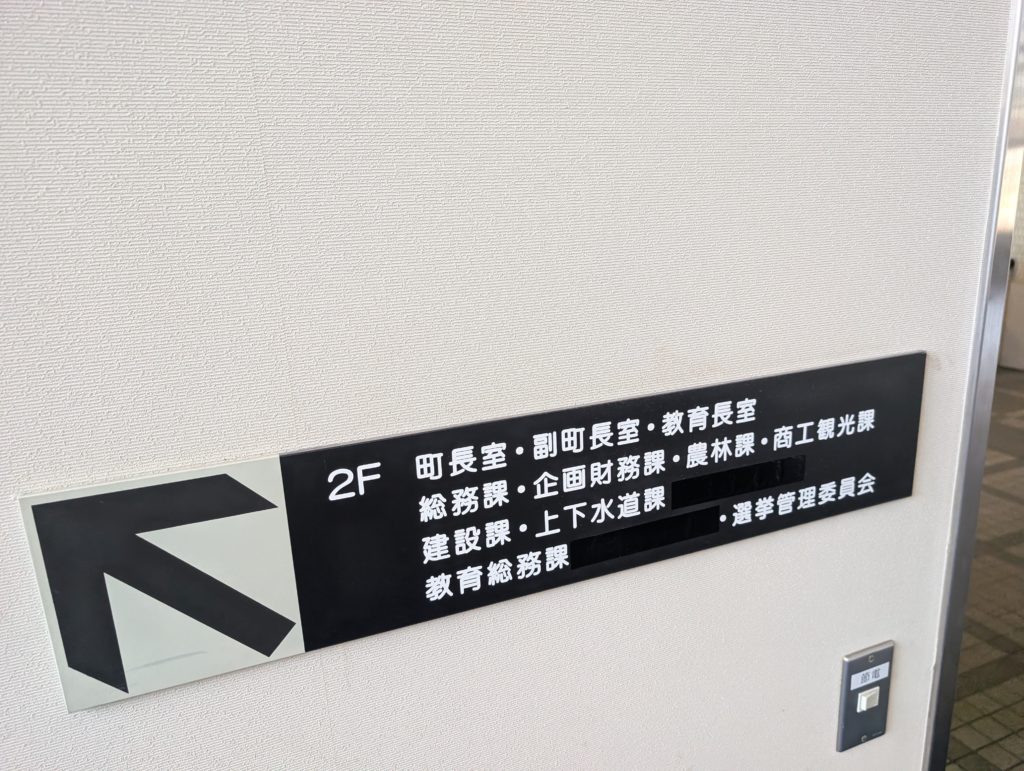 2F
町長室・副町長室・教育長室
総務課・企画財務課・農林課・商工観光課
建設課・上下水道課
教育総務課 ・選挙管理委員会
節電